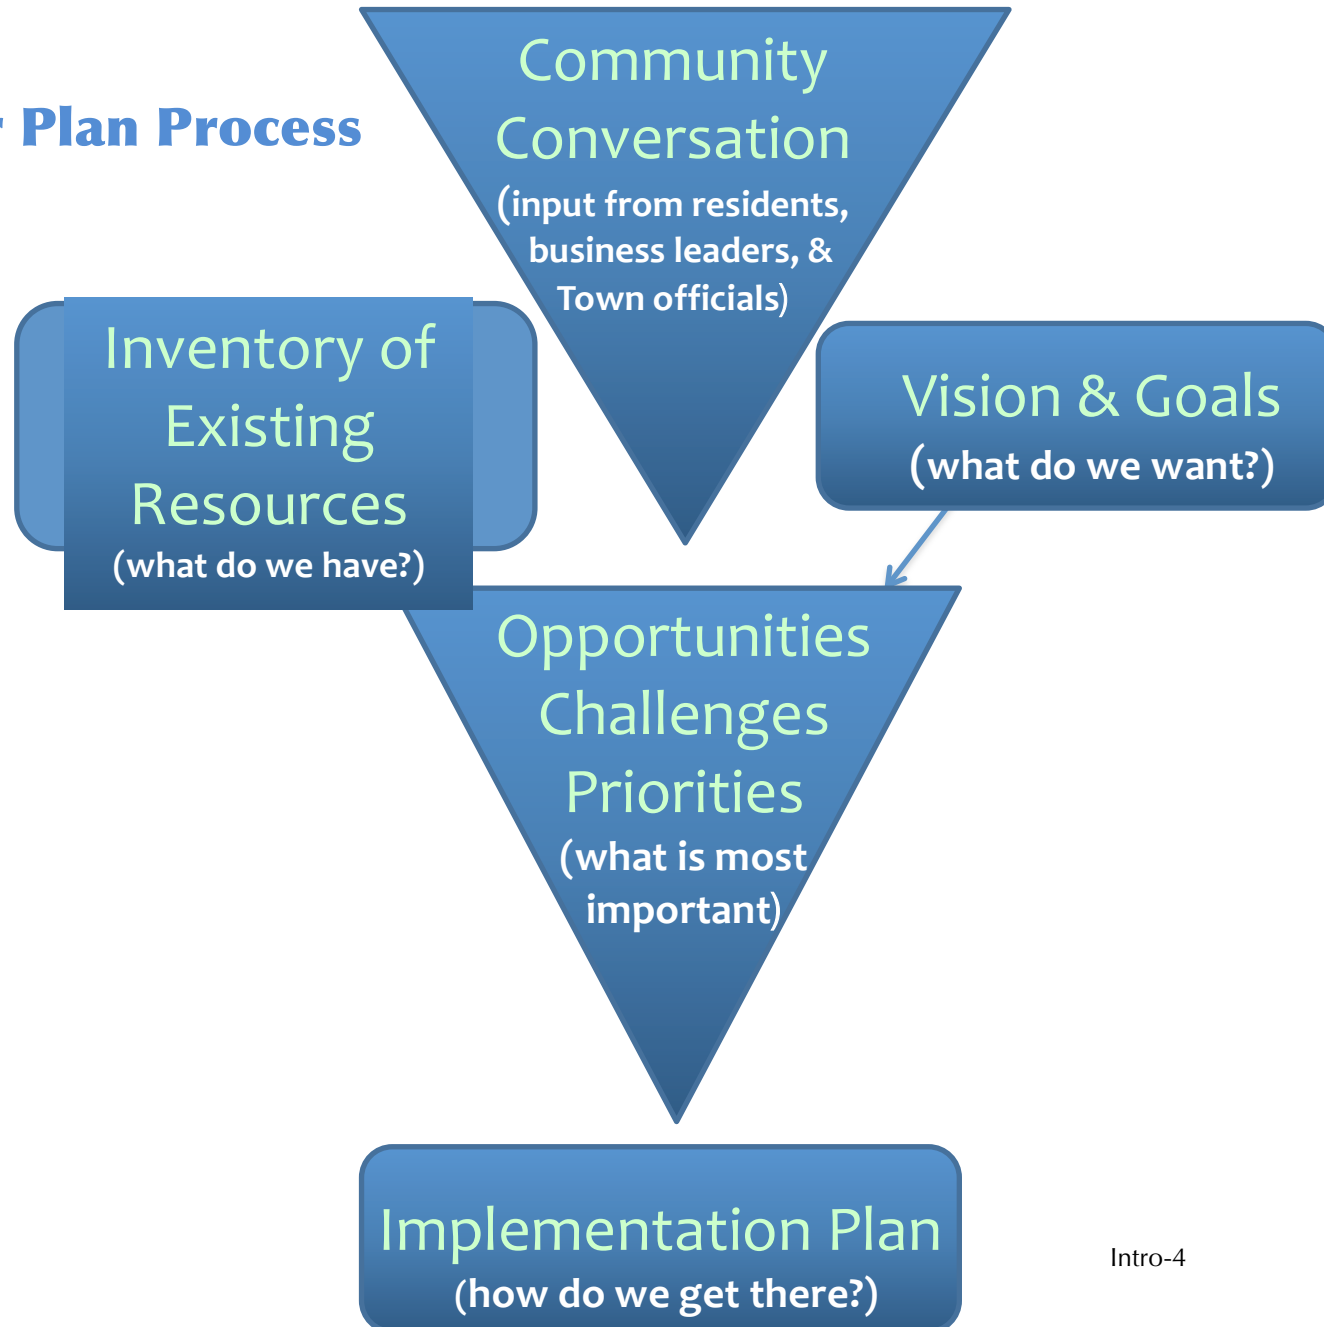 Plan Process
Community
Conversation
(input from residents,
business leaders, &
Town officials)
Inventory of
Existing
Resources
(what do we have?)
Vision & Goals
(what do we want?)
Opportunities
Challenges
Priorities
(what is most
important)
Implementation Plan
(how do we get there?)
Intro-4